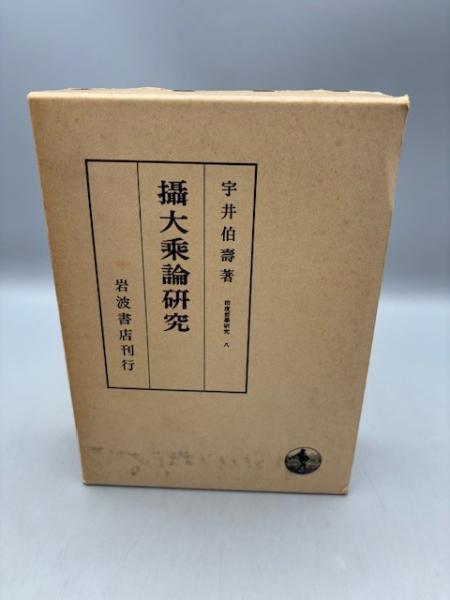 宇井伯壽著
印度哲學研究 八
攝大乘論研究
岩波書店刊行